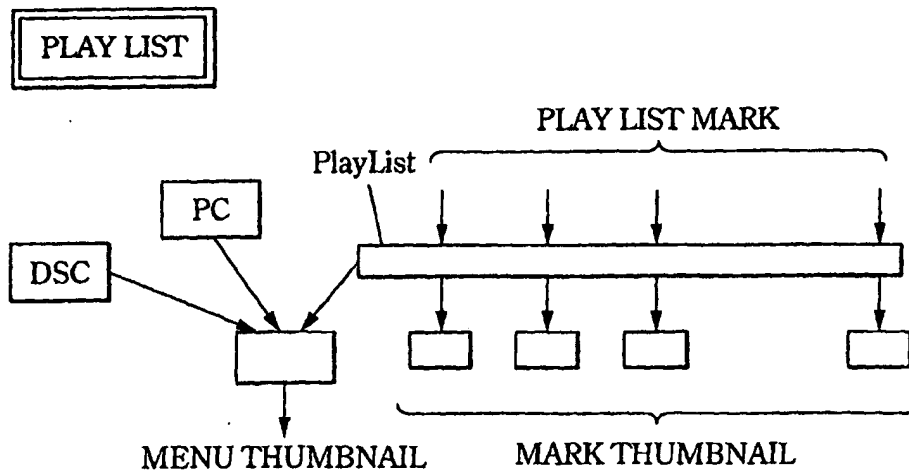 PLAY LIST
PLAY LIST MARK
PlayList
PC
DSC
MENU THUMBNAIL
MARK THUMBNAIL